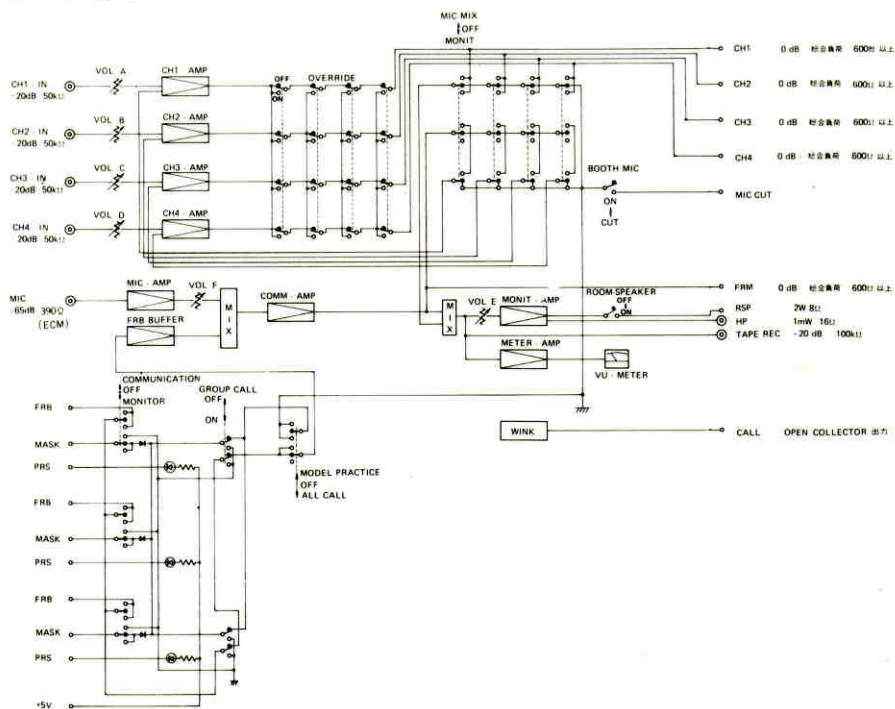 MIC MIX
OFF
MONIT
CH1 0 dB 総合負荷 600Ω 以上
VOL A
CH1 AMP
OFF
OVERRIDE
ON
CH1-IN
-20dB 50kΩ
CH2 0 dB 総合負荷 600Ω 以上
VOL B
CH2-AMP
CH2-IN
20dB 50kΩ
CH3 0 dB 総合負荷 600Ω 以上
VOL C
CH3-AMP
CH3-IN
-20dB 50kΩ
CH4 0 dB 総合負荷 600Ω 以上
BOOTH MIC
ON
CUT
MIC CUT
VOL D
CH4-AMP
CH4 IN
20dB 50kΩ
MIC
-65dB 390Ω
(ECM)
MIC-AMP
VOL F
FRB BUFFER
MIX
COMM-AMP
MIX
VOL E
MONIT-AMP
ROOM-SPEAKER
OFF
ON
METER-AMP
VU-METER
FRM 0 dB 総合負荷 600Ω 以上
RSP 2W 8Ω
HP 1mW 16Ω
TAPE REC -20 dB 100kΩ
COMMUNICATION
OFF
MONITOR
GROUP CALL
OFF
ON
FRB
MASK
PRS
WINK
CALL OPEN COLLECTOR 出力
MODEL PRACTICE
OFF
ALL CALL
FRB
MASK
PRS
FRB
MASK
PRS
+5V